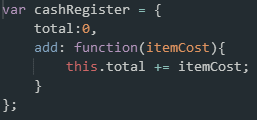 var cashRegister = {
    total:0,
    add: function(itemCost){
        this.total += itemCost;
    }
};